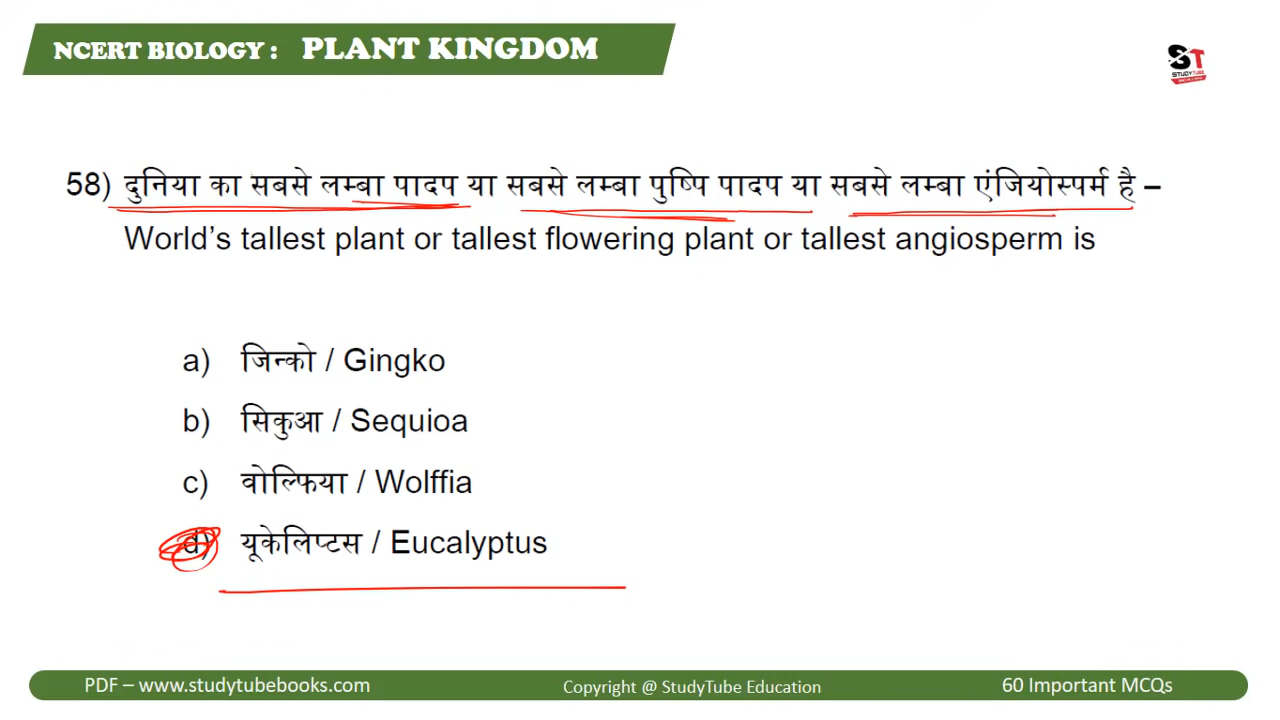 NCERT BIOLOGY : PLANT KINGDOM
ST
STUDYTUBE
58) दुनिया का सबसे लम्बा पादप या सबसे लम्बा पुष्पि पादप या सबसे लम्बा एंजियोस्पर्म है –
World's tallest plant or tallest flowering plant or tallest angiosperm is
a) जिन्को / Gingko
b) सिकुआ / Sequioa
c) वोल्फिया / Wolffia
d) यूकेलिप्टस / Eucalyptus
PDF – www.studytubebooks.com Copyright @ StudyTube Education 60 Important MCQs